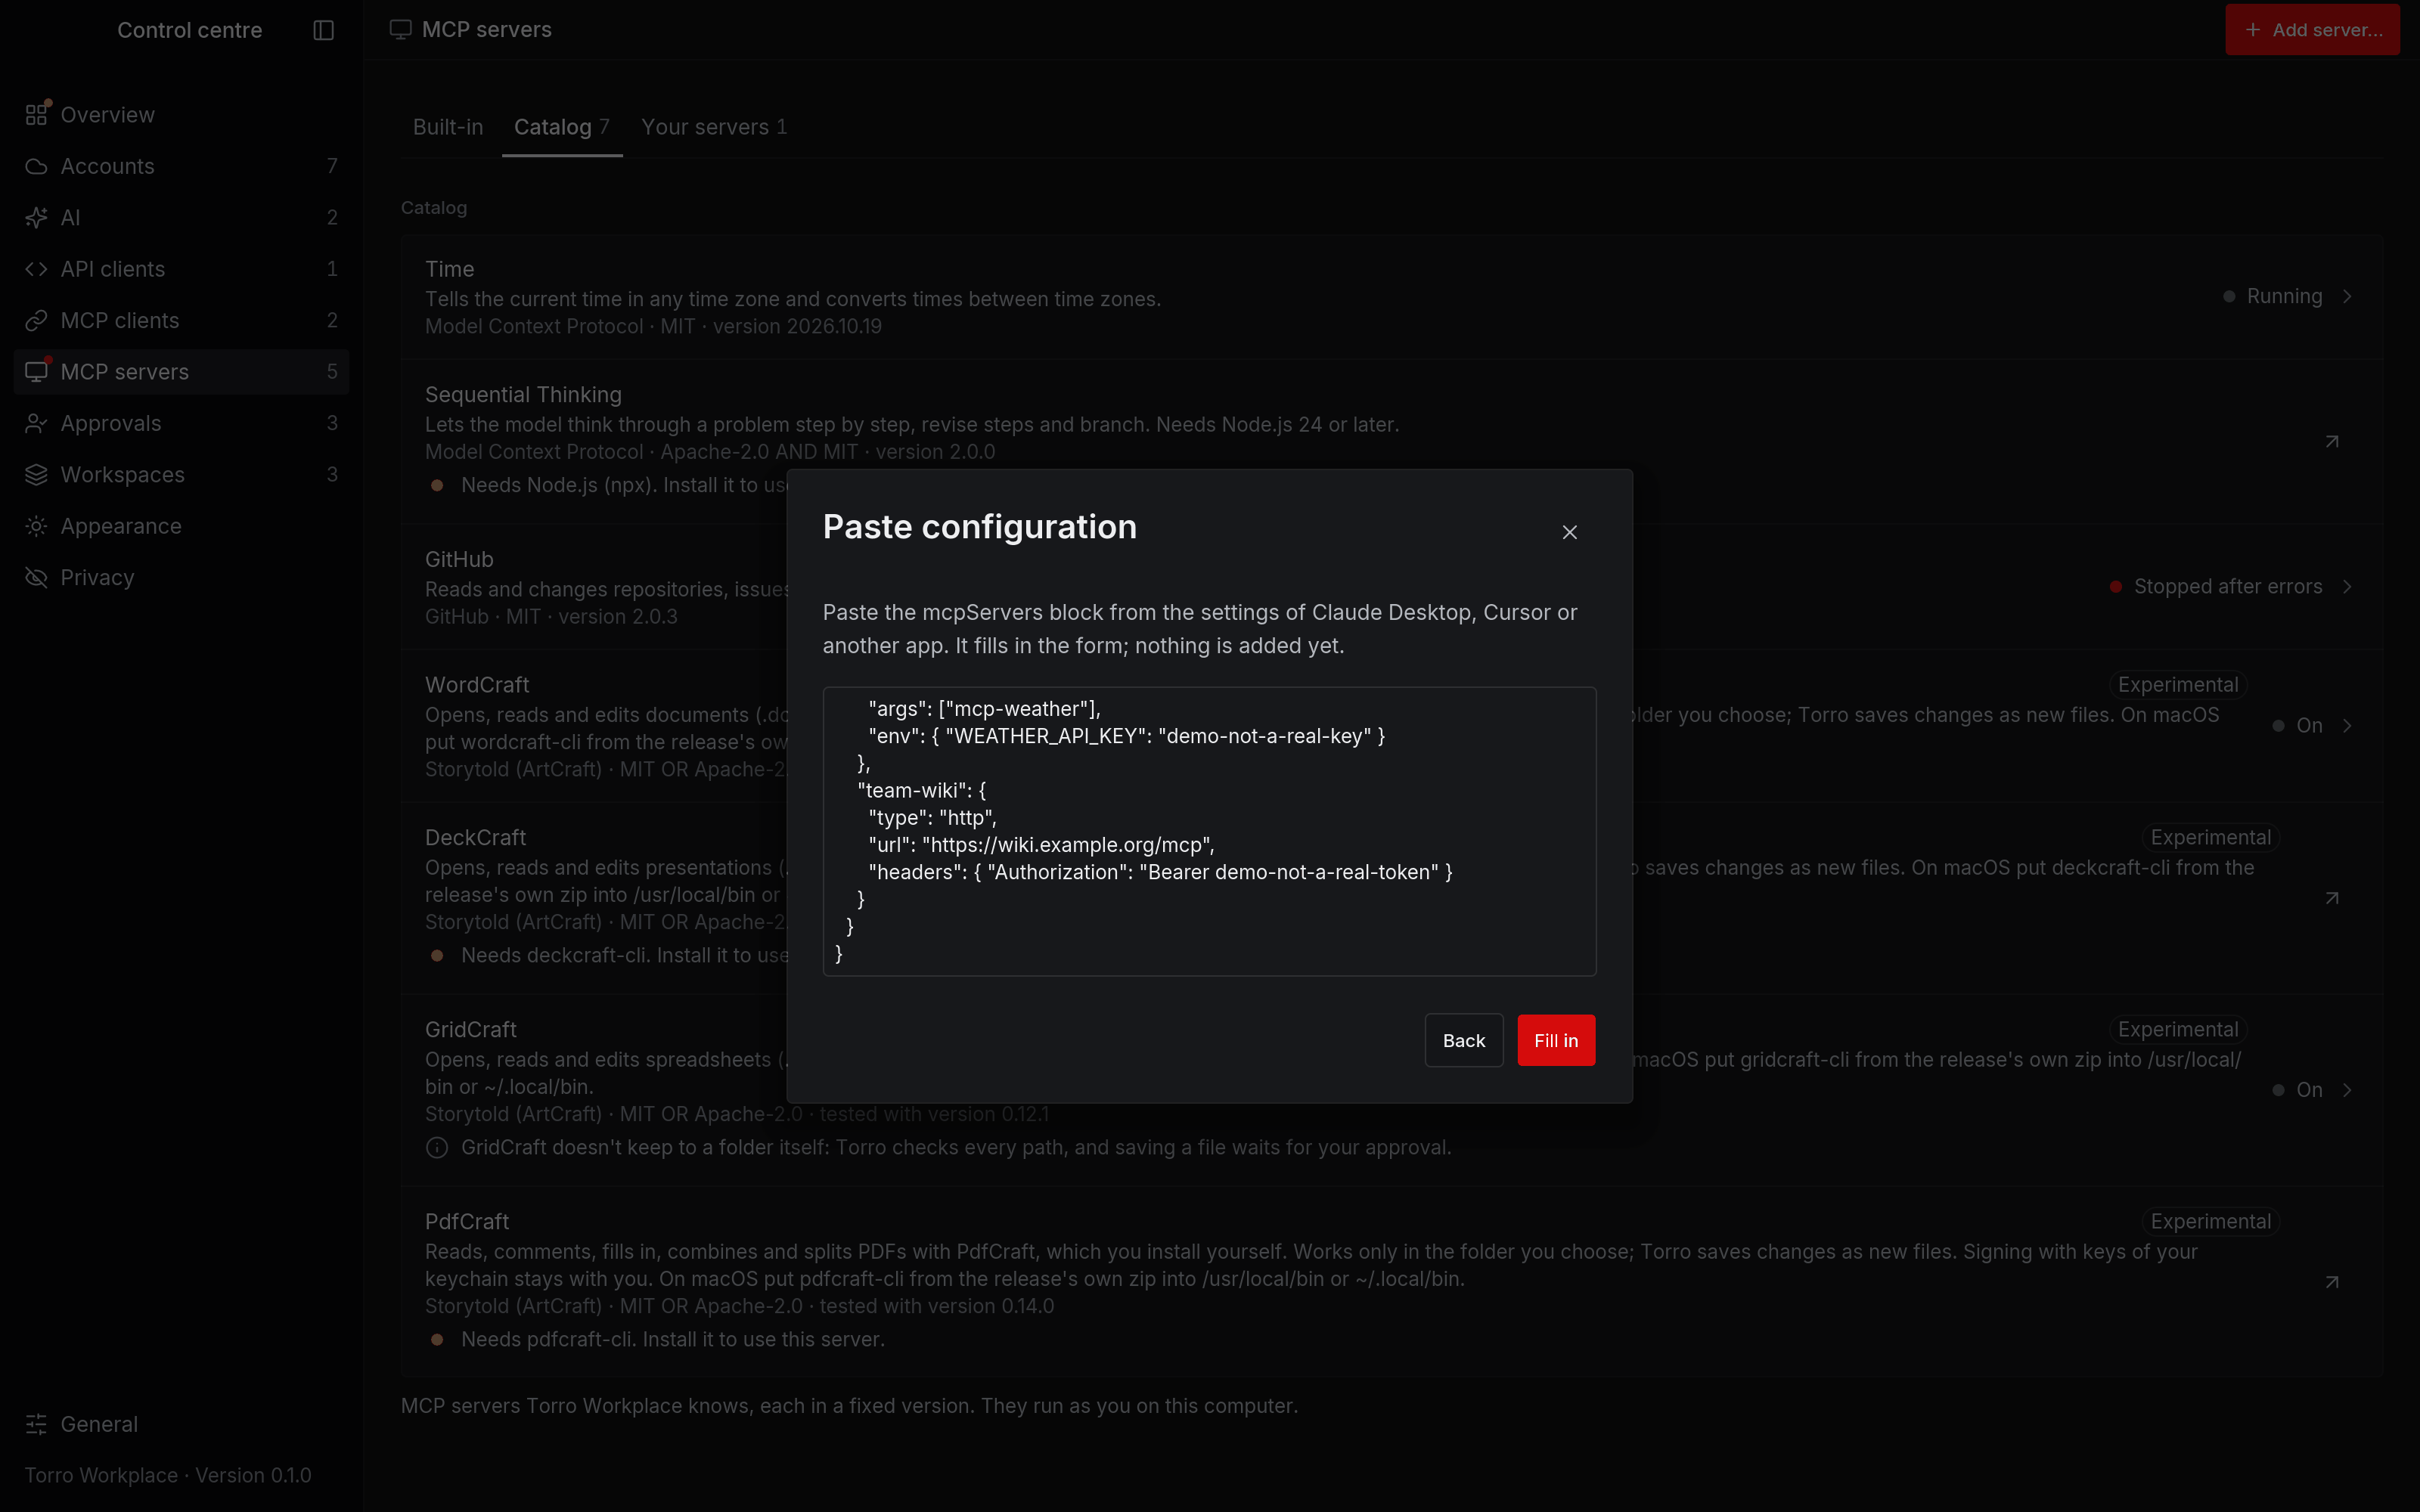 Control centre
MCP servers
Add server...
Overview
Accounts 7
AI 2
API clients 1
MCP clients 2
MCP servers 5
Approvals 3
Workspaces 3
Appearance
Privacy
General
Torro Workplace · Version 0.1.0
Built-in Catalog 7 Your servers 1
Catalog
Time
Tells the current time in any time zone and converts times between time zones.
Model Context Protocol · MIT · version 2026.10.19
Running
Sequential Thinking
Lets the model think through a problem step by step, revise steps and branch. Needs Node.js 24 or later.
Model Context Protocol · Apache-2.0 AND MIT · version 2.0.0
Needs Node.js (npx). Install it to us
GitHub
Reads and changes repositories, issues
GitHub · MIT · version 2.0.3
Stopped after errors
WordCraft
Experimental
Opens, reads and edits documents (.do lder you choose; Torro saves changes as new files. On macOS
put wordcraft-cli from the release's ow
Storytold (ArtCraft) · MIT OR Apache-2.
On
DeckCraft
Experimental
Opens, reads and edits presentations (. saves changes as new files. On macOS put deckcraft-cli from the
release's own zip into /usr/local/bin or
Storytold (ArtCraft) · MIT OR Apache-2
Needs deckcraft-cli. Install it to use
GridCraft
Experimental
Opens, reads and edits spreadsheets (. macOS put gridcraft-cli from the release's own zip into /usr/local/
bin or ~/.local/bin.
Storytold (ArtCraft) · MIT OR Apache-2.0 · tested with version 0.12.1
On
GridCraft doesn't keep to a folder itself: Torro checks every path, and saving a file waits for your approval.
PdfCraft
Experimental
Reads, comments, fills in, combines and splits PDFs with PdfCraft, which you install yourself. Works only in the folder you choose; Torro saves changes as new files. Signing with keys of your
keychain stays with you. On macOS put pdfcraft-cli from the release's own zip into /usr/local/bin or ~/.local/bin.
Storytold (ArtCraft) · MIT OR Apache-2.0 · tested with version 0.14.0
Needs pdfcraft-cli. Install it to use this server.
MCP servers Torro Workplace knows, each in a fixed version. They run as you on this computer.
Paste configuration
Paste the mcpServers block from the settings of Claude Desktop, Cursor or
another app. It fills in the form; nothing is added yet.
"args": ["mcp-weather"],
"env": { "WEATHER_API_KEY": "demo-not-a-real-key" }
},
"team-wiki": {
"type": "http",
"url": "https://wiki.example.org/mcp",
"headers": { "Authorization": "Bearer demo-not-a-real-token" }
}
}
}
Back
Fill in